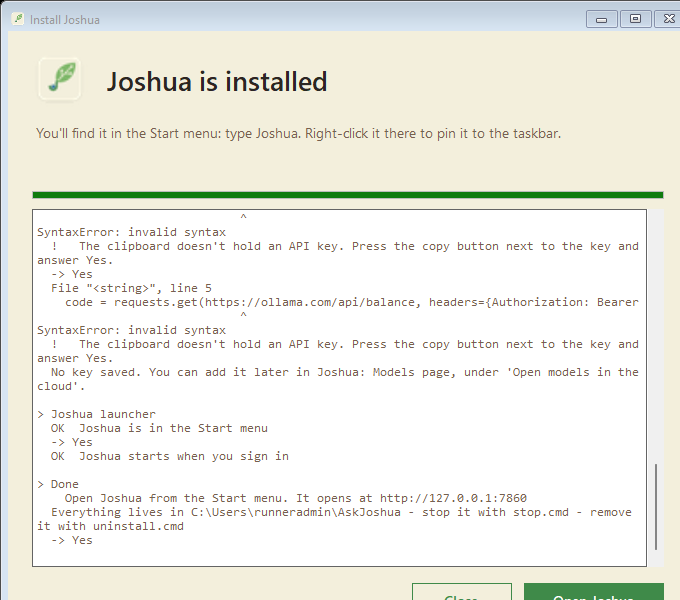 Install Joshua
Joshua is installed
You'll find it in the Start menu: type Joshua. Right-click it there to pin it to the taskbar.
^
SyntaxError: invalid syntax
! The clipboard doesn't hold an API key. Press the copy button next to the key and
answer Yes.
-> Yes
File "<string>", line 5
code = requests.get(https://ollama.com/api/balance, headers={Authorization: Bearer
^
SyntaxError: invalid syntax
! The clipboard doesn't hold an API key. Press the copy button next to the key and
answer Yes.
No key saved. You can add it later in Joshua: Models page, under 'Open models in the
cloud'.
> Joshua launcher
OK Joshua is in the Start menu
-> Yes
OK Joshua starts when you sign in
> Done
Open Joshua from the Start menu. It opens at http://127.0.0.1:7860
Everything lives in C:\Users\runneradmin\AskJoshua - stop it with stop.cmd - remove
it with uninstall.cmd
-> Yes
Close
Open Joshua